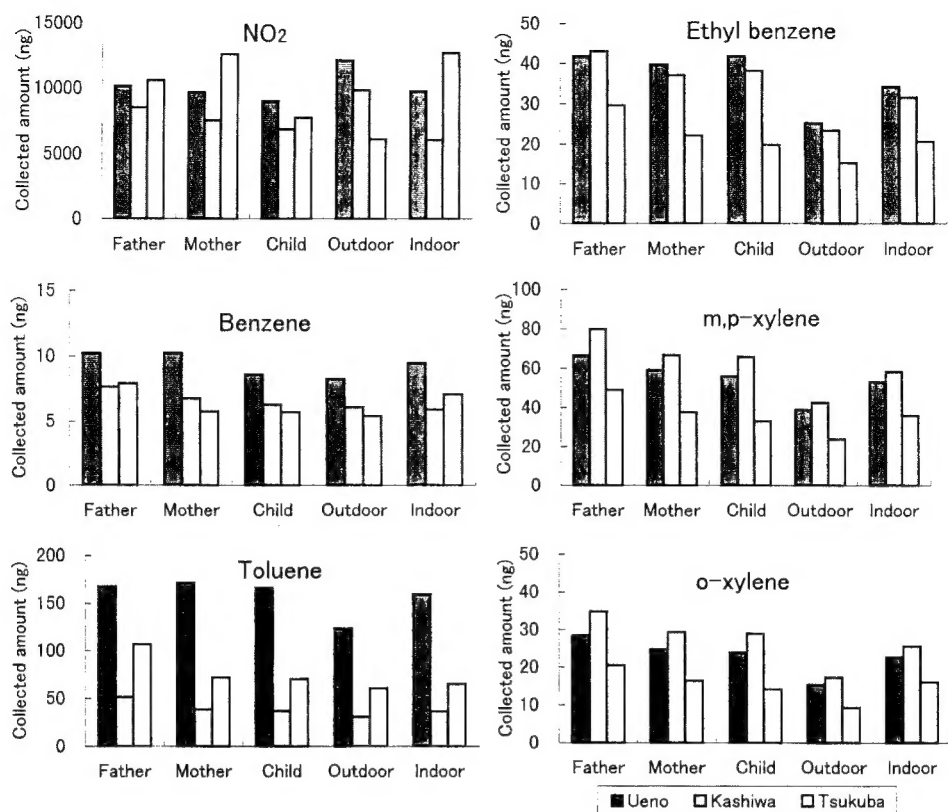 NO2
Collected amount (ng)
15000
10000
5000
0
Father Mother Child Outdoor Indoor
Ethyl benzene
Collected amount (ng)
50
40
30
20
10
0
Father Mother Child Outdoor Indoor
Benzene
Collected amount (ng)
15
10
5
0
Father Mother Child Outdoor Indoor
m,p-xylene
Collected amount (ng)
100
80
60
40
20
0
Father Mother Child Outdoor Indoor
Toluene
Collected amount (ng)
200
150
100
50
0
Father Mother Child Outdoor Indoor
o-xylene
Collected amount (ng)
50
40
30
20
10
0
Father Mother Child Outdoor Indoor
Ueno Kashiwa Tsukuba